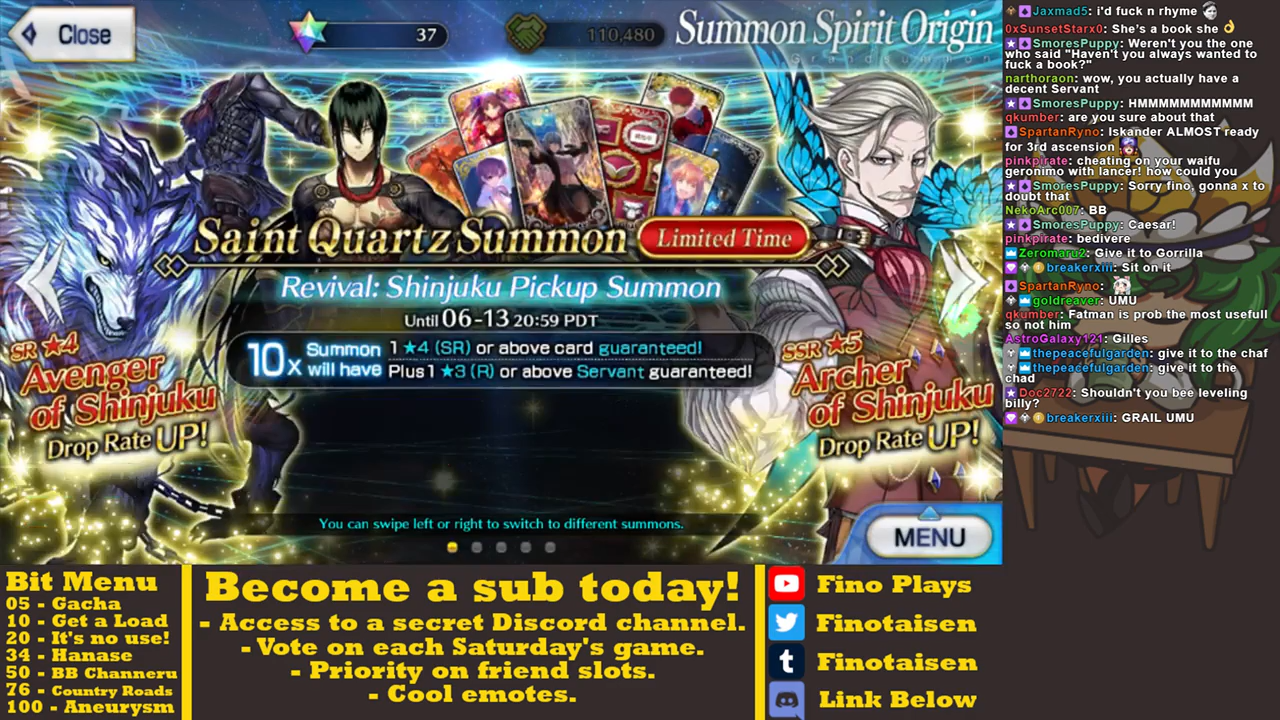 Close
37
110,480
Summon Spirit Origin
Grandsummon
Saint Quartz Summon
Limited Time
Revival: Shinjuku Pickup Summon
Until 06-13 20:59 PDT
10x Summon will have
1 ★4 (SR) or above card guaranteed!
Plus 1 ★3 (R) or above Servant guaranteed!
SR ★4
Avenger
of Shinjuku
Drop Rate UP!
SSR ★5
Archer
of Shinjuku
Drop Rate UP!
You can swipe left or right to switch to different summons.
MENU
Jaxmad5: i'd fuck n rhyme
0xSunsetStarx0: She's a book she 👌
SmoresPuppy: Weren't you the one
who said "Haven't you always wanted to
fuck a book?"
narthoraon: wow, you actually have a
decent Servant
SmoresPuppy: HMMMMMMMMMMM
qkumber: are you sure about that
SpartanRyno: Iskander ALMOST ready
for 3rd ascension
pinkpirate: cheating on your waifu
geronimo with lancer! how could you
SmoresPuppy: Sorry fino, gonna x to
doubt that
NekoArc007: BB
SmoresPuppy: Caesar!
pinkpirate: bedivere
Zeromaru2: Give it to Gorrilla
breakerxiii: Sit on it
SpartanRyno:
goldreaver: UMU
qkumber: Fatman is prob the most usefull
so not him
AstroGalaxy121: Gilles
thepeacefulgarden: give it to the chaf
thepeacefulgarden: give it to the
chad
Doc2722: Shouldn't you bee leveling
billy?
breakerxiii: GRAIL UMU
Bit Menu
05 - Gacha
10 - Get a Load
20 - It's no use!
34 - Hanase
50 - BB Channeru
76 - Country Roads
100 - Aneurysm
Become a sub today!
- Access to a secret Discord channel.
- Vote on each Saturday's game.
- Priority on friend slots.
- Cool emotes.
Fino Plays
Finotaisen
t Finotaisen
Link Below